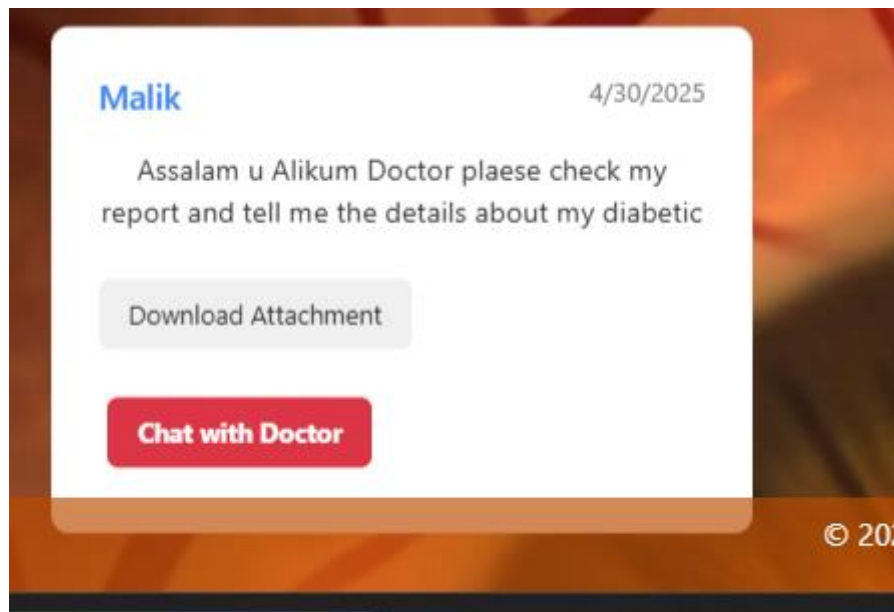 Malik
4/30/2025
Assalam u Alikum Doctor plaese check my
report and tell me the details about my diabetic
Download Attachment
Chat with Doctor
© 202